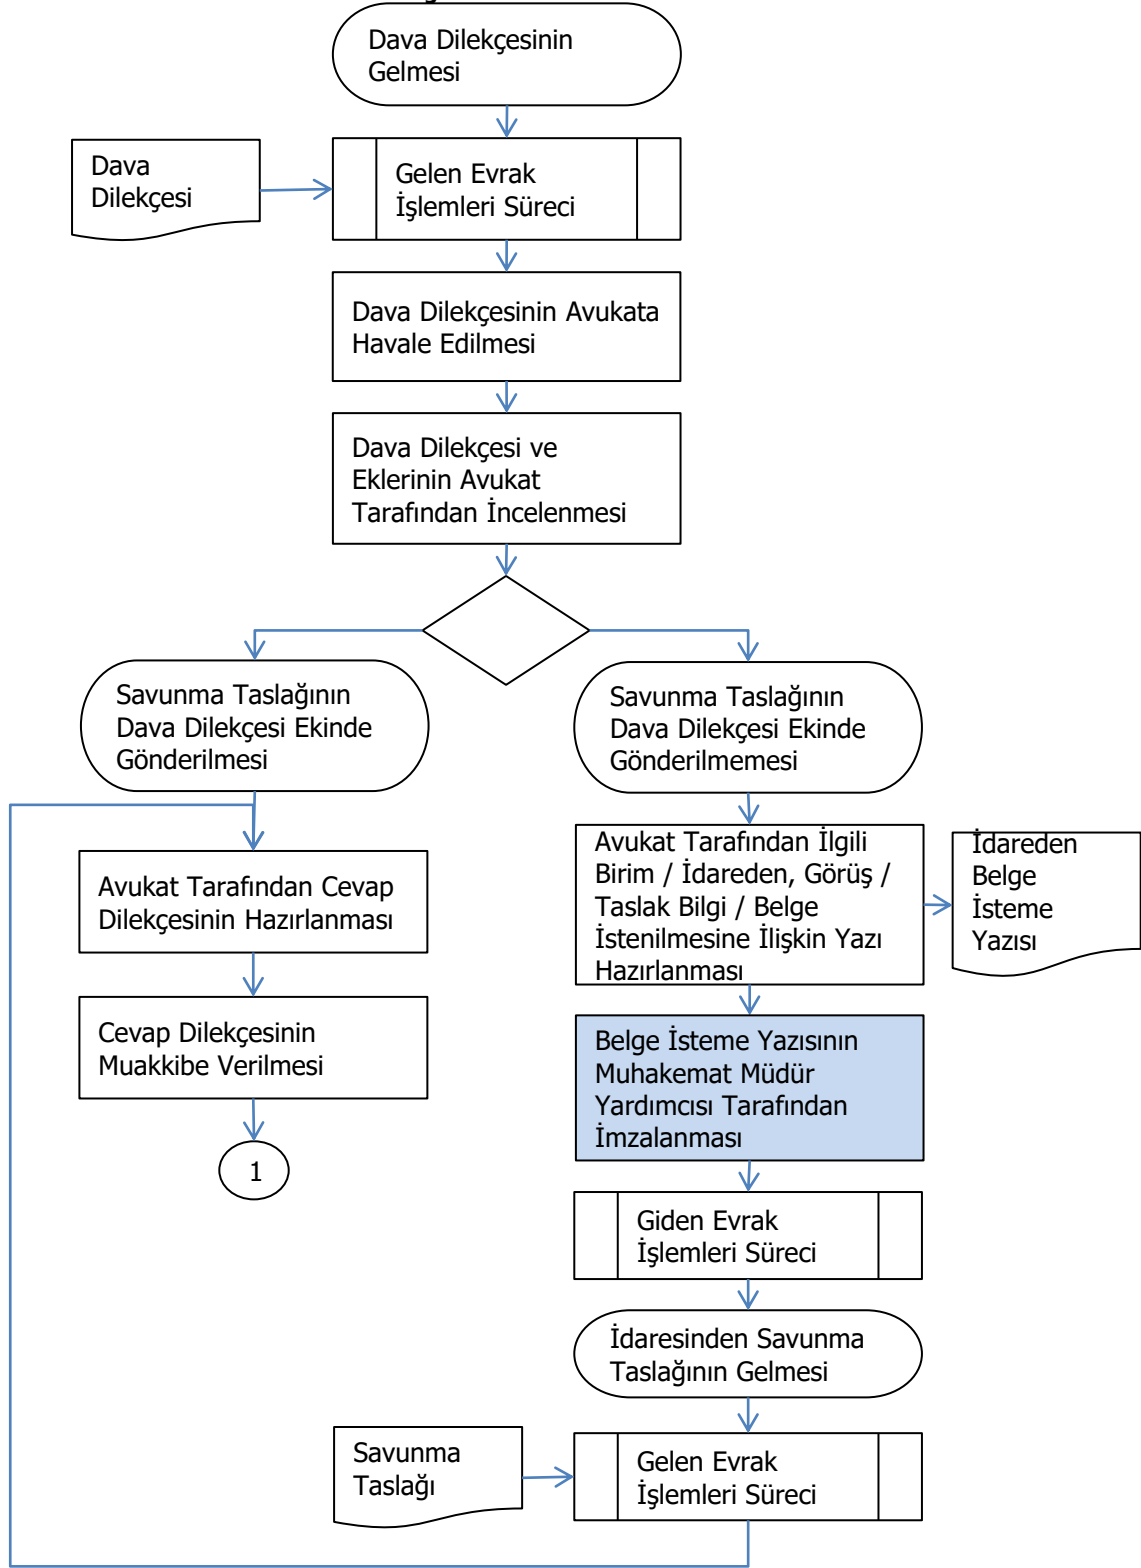 Dava Dilekçesinin
Gelmesi
Dava
Dilekçesi
Gelen Evrak
İşlemleri Süreci
Dava Dilekçesinin Avukata
Havale Edilmesi
Dava Dilekçesi ve
Eklerinin Avukat
Tarafından İncelenmesi
Savunma Taslağının
Dava Dilekçesi Ekinde
Gönderilmesi
Savunma Taslağının
Dava Dilekçesi Ekinde
Gönderilmemesi
Avukat Tarafından Cevap
Dilekçesinin Hazırlanması
Avukat Tarafından İlgili
Birim / İdareden, Görüş /
Taslak Bilgi / Belge
İstenilmesine İlişkin Yazı
Hazırlanması
İdareden
Belge
İsteme
Yazısı
Cevap Dilekçesinin
Muakkibe Verilmesi
Belge İsteme Yazısının
Muhakemat Müdür
Yardımcısı Tarafından
İmzalanması
1
Giden Evrak
İşlemleri Süreci
İdaresinden Savunma
Taslağının Gelmesi
Savunma
Taslağı
Gelen Evrak
İşlemleri Süreci